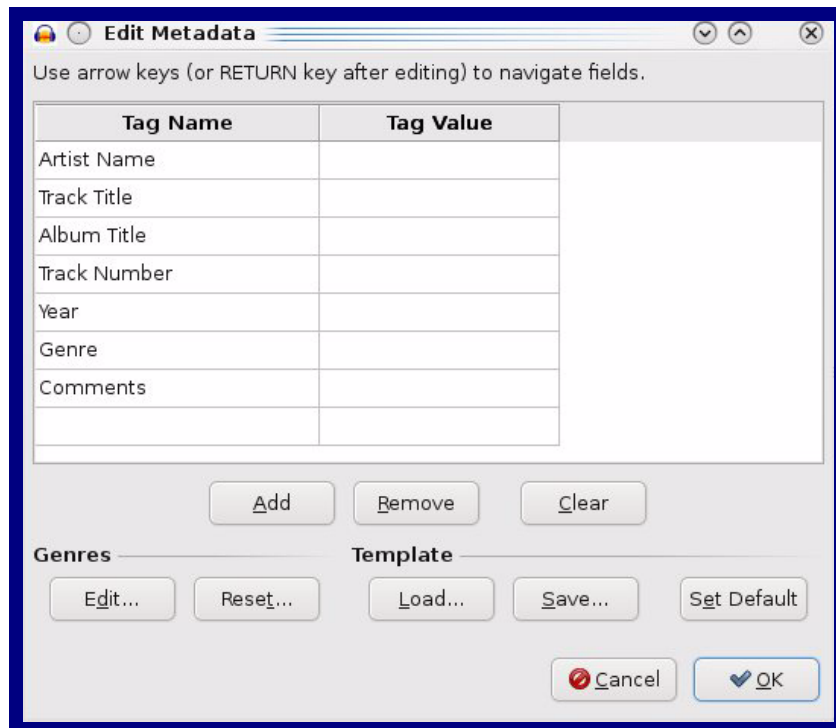 Edit Metadata
Use arrow keys (or RETURN key after editing) to navigate fields.
Tag Name Tag Value
Artist Name
Track Title
Album Title
Track Number
Year
Genre
Comments
Add Remove Clear
Genres Template
Edit... Reset... Load... Save... Set Default
Cancel OK